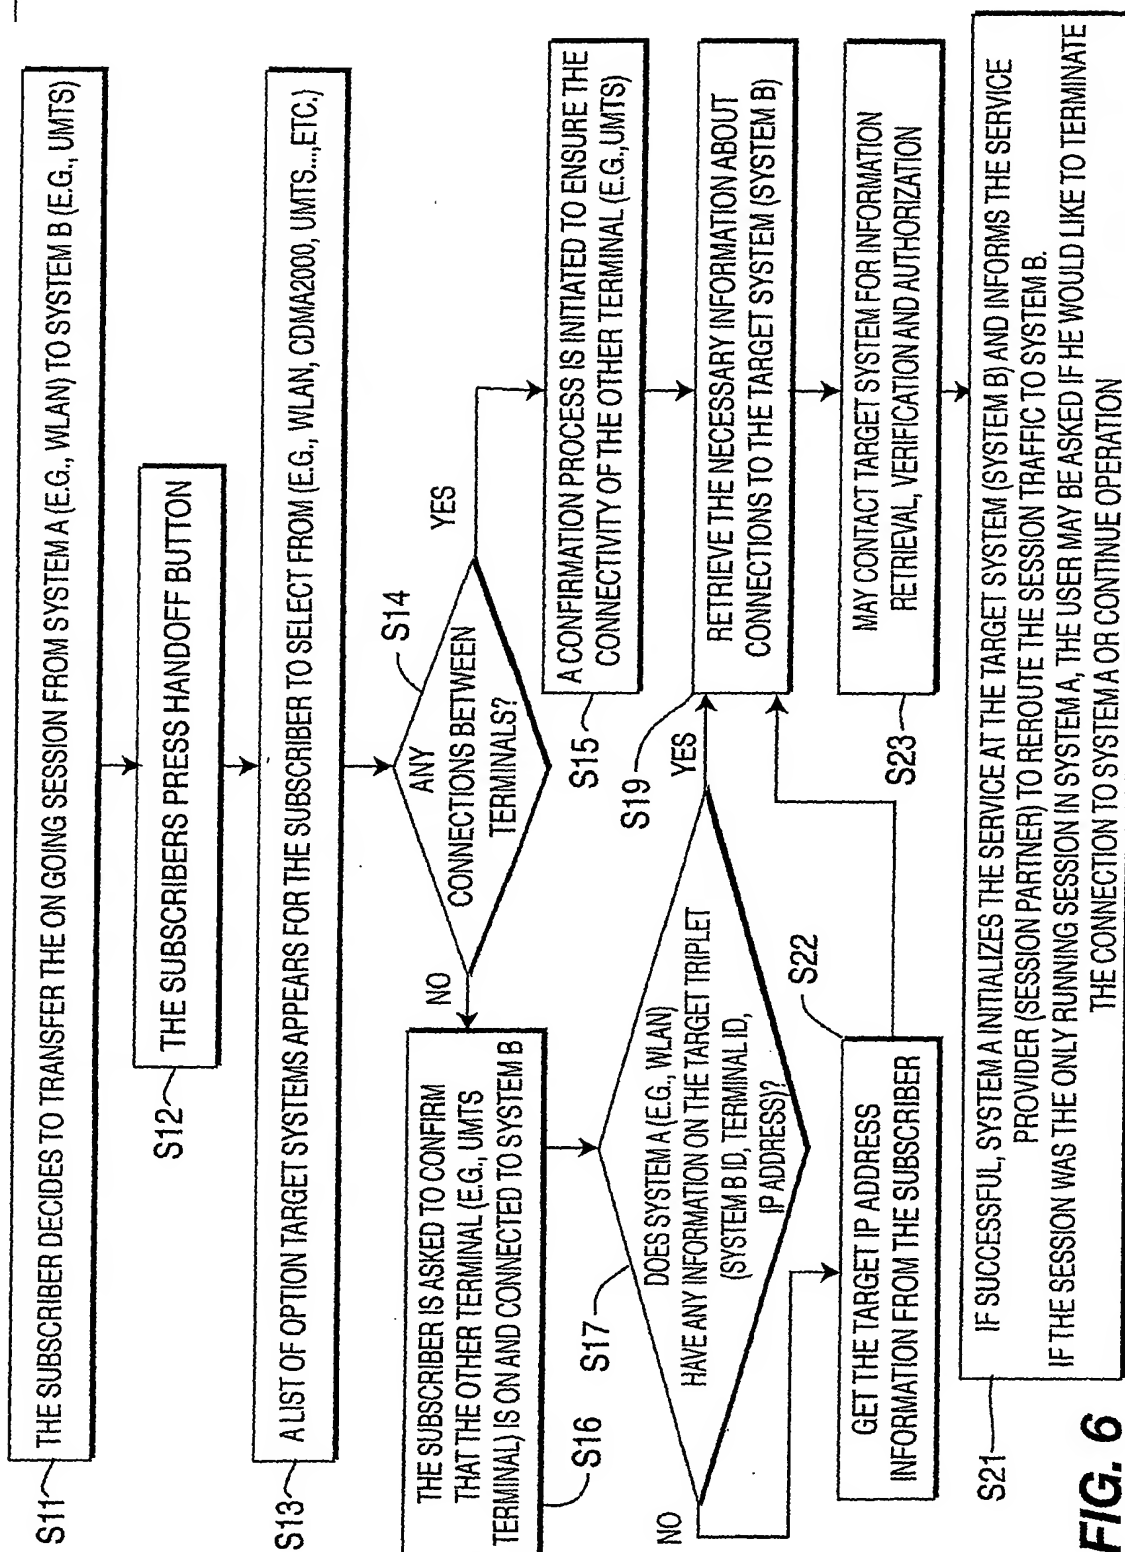 S11
THE SUBSCRIBER DECIDES TO TRANSFER THE ON GOING SESSION FROM SYSTEM A (E.G., WLAN) TO SYSTEM B (E.G., UMTS)
S12
THE SUBSCRIBERS PRESS HANDOFF BUTTON
S13
A LIST OF OPTION TARGET SYSTEMS APPEARS FOR THE SUBSCRIBER TO SELECT FROM (E.G., WLAN, CDMA2000, UMTS...,ETC.)
S14
ANY
CONNECTIONS BETWEEN
TERMINALS?
NO
YES
THE SUBSCRIBER IS ASKED TO CONFIRM
THAT THE OTHER TERMINAL (E.G., UMTS
TERMINAL) IS ON AND CONNECTED TO SYSTEM B
S16
S15
A CONFIRMATION PROCESS IS INITIATED TO ENSURE THE
CONNECTIVITY OF THE OTHER TERMINAL (E.G.,UMTS)
S17
DOES SYSTEM A (E.G., WLAN)
HAVE ANY INFORMATION ON THE TARGET TRIPLET
(SYSTEM B ID, TERMINAL ID,
IP ADDRESS)?
NO
YES
S19
RETRIEVE THE NECESSARY INFORMATION ABOUT
CONNECTIONS TO THE TARGET SYSTEM (SYSTEM B)
S22
GET THE TARGET IP ADDRESS
INFORMATION FROM THE SUBSCRIBER
S23
MAY CONTACT TARGET SYSTEM FOR INFORMATION
RETRIEVAL, VERIFICATION AND AUTHORIZATION
S21
IF SUCCESSFUL, SYSTEM A INITIALIZES THE SERVICE AT THE TARGET SYSTEM (SYSTEM B) AND INFORMS THE SERVICE
PROVIDER (SESSION PARTNER) TO REROUTE THE SESSION TRAFFIC TO SYSTEM B.
IF THE SESSION WAS THE ONLY RUNNING SESSION IN SYSTEM A, THE USER MAY BE ASKED IF HE WOULD LIKE TO TERMINATE
THE CONNECTION TO SYSTEM A OR CONTINUE OPERATION
FIG. 6